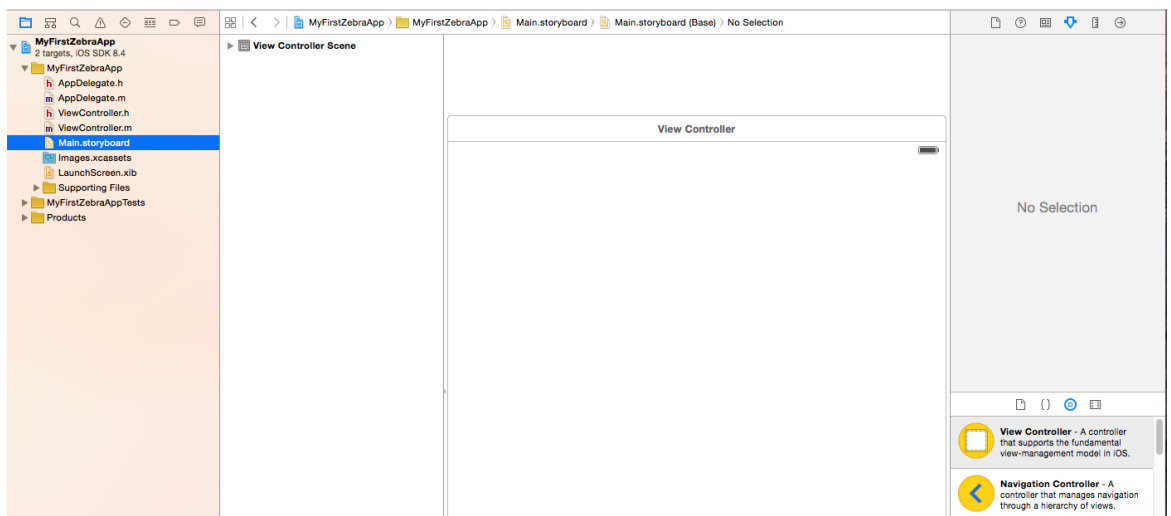 MyFirstZebraApp > MyFirstZebraApp > Main.storyboard > Main.storyboard (Base) > No Selection
MyFirstZebraApp
2 targets, iOS SDK 8.4
MyFirstZebraApp
h AppDelegate.h
m AppDelegate.m
h ViewController.h
m ViewController.m
Main.storyboard
Images.xcassets
LaunchScreen.xib
Supporting Files
MyFirstZebraAppTests
Products
View Controller Scene
View Controller
No Selection
{}
View Controller - A controller
that supports the fundamental
view-management model in iOS.
Navigation Controller - A
controller that manages navigation
through a hierarchy of views.